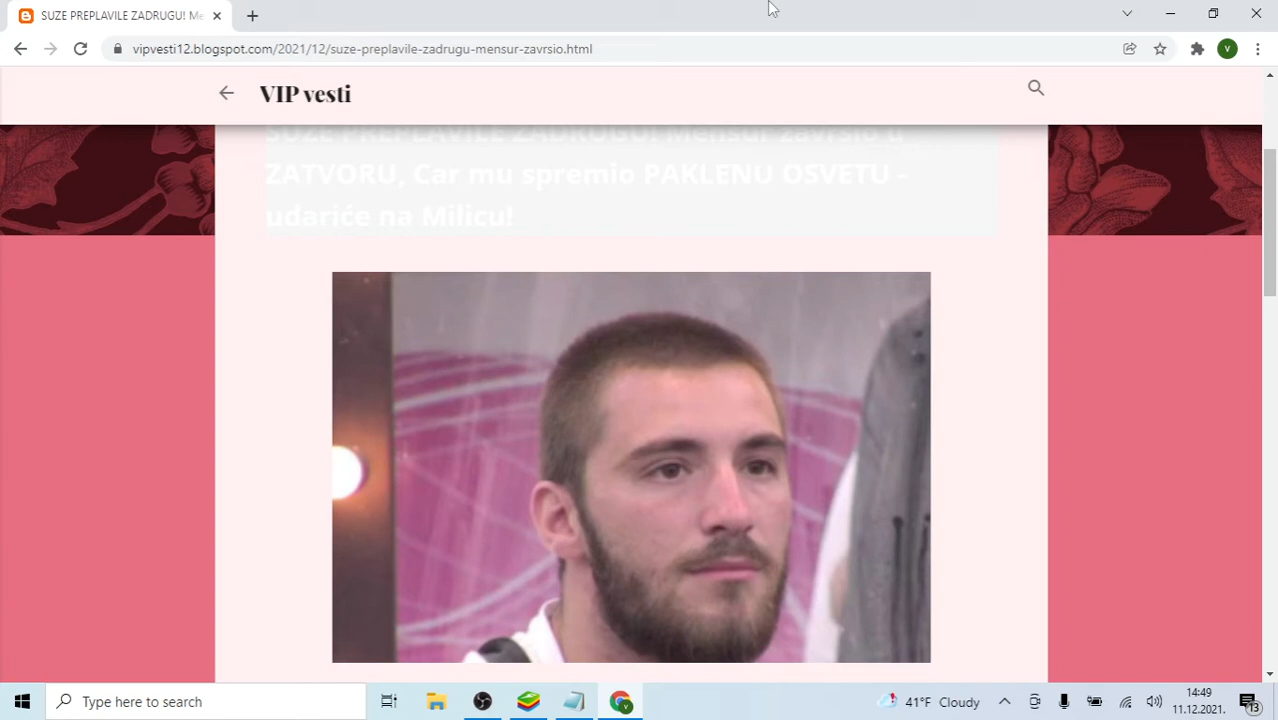 SUZE PREPLAVILE ZADRUGU! Me
vipvesti12.blogspot.com/2021/12/suze-preplavile-zadrugu-mensur-zavrsio.html
V
VIP vesti
SUZE PREPLAVILE ZADRUGU! Mensur završio u
ZATVORU, Car mu spremio PAKLENU OSVETU -
udariće na Milicu!
Type here to search
V
41°F Cloudy
14:49
11.12.2021.
13